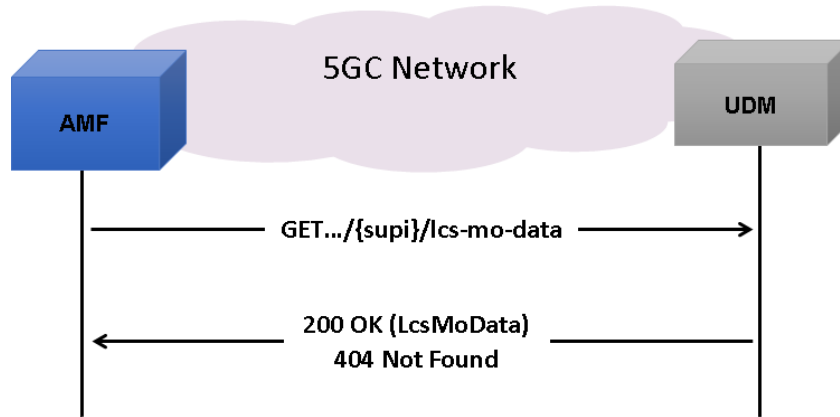 5GC Network
AMF
UDM
GET.../{supi}/lcs-mo-data
200 OK (LcsMoData)
404 Not Found